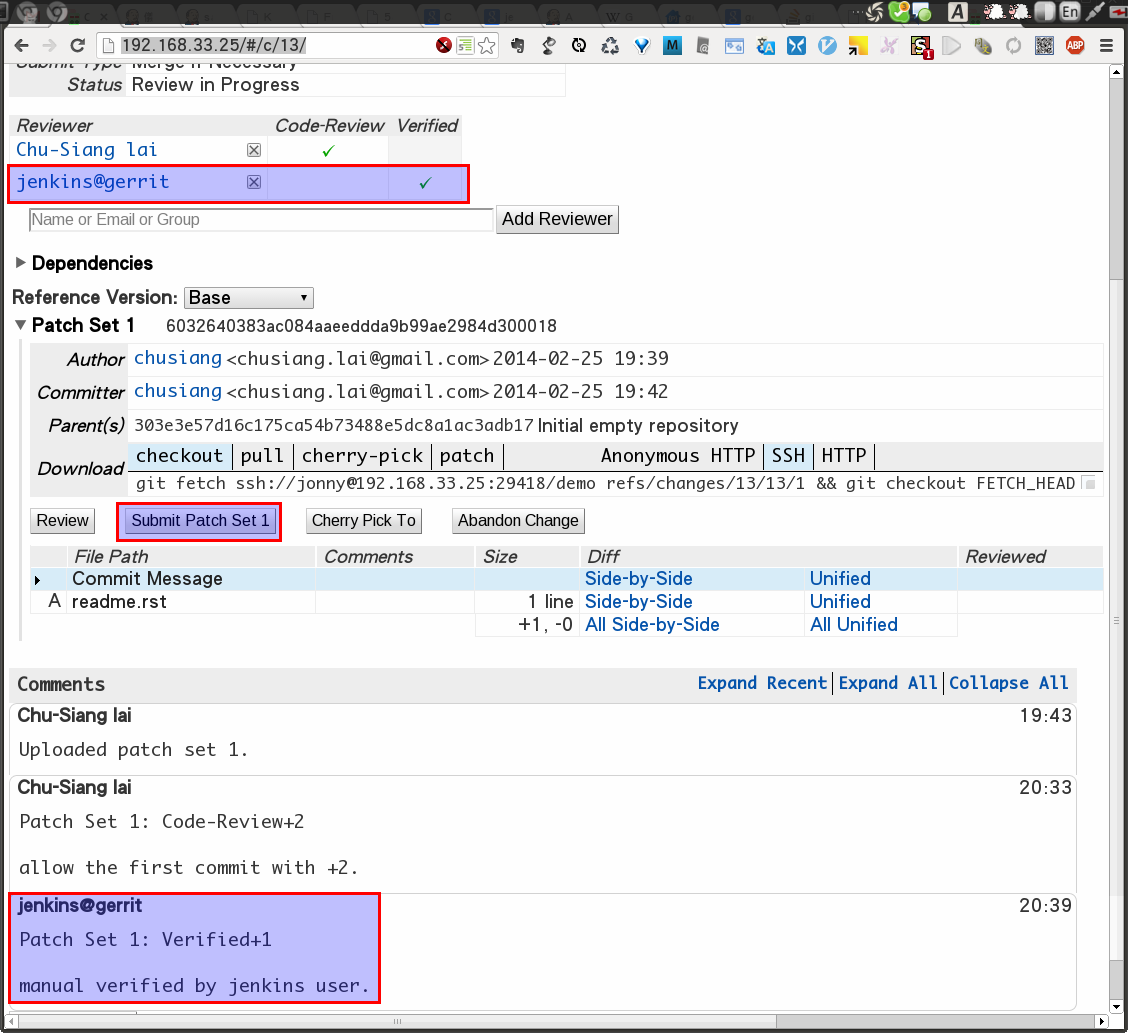 192.168.33.25/#/c/13/
Submit Type Merge If Necessary
Status Review in Progress
Reviewer Code-Review Verified
Chu-Siang lai
jenkins@gerrit
Name or Email or Group Add Reviewer
Dependencies
Reference Version: Base
Patch Set 1 6032640383ac084aaeeddda9b99ae2984d300018
Author chusiang <chusiang.lai@gmail.com> 2014-02-25 19:39
Committer chusiang <chusiang.lai@gmail.com> 2014-02-25 19:42
Parent(s) 303e3e57d16c175ca54b73488e5dc8a1ac3adb17 Initial empty repository
Download checkout pull cherry-pick patch Anonymous HTTP SSH HTTP
git fetch ssh://jonny@192.168.33.25:29418/demo refs/changes/13/13/1 && git checkout FETCH_HEAD
Review Submit Patch Set 1 Cherry Pick To Abandon Change
File Path Comments Size Diff Reviewed
Commit Message Side-by-Side Unified
A readme.rst 1 line Side-by-Side Unified
+1, -0 All Side-by-Side All Unified
Comments Expand Recent Expand All Collapse All
Chu-Siang lai 19:43
Uploaded patch set 1.
Chu-Siang lai 20:33
Patch Set 1: Code-Review+2
allow the first commit with +2.
jenkins@gerrit 20:39
Patch Set 1: Verified+1
manual verified by jenkins user.